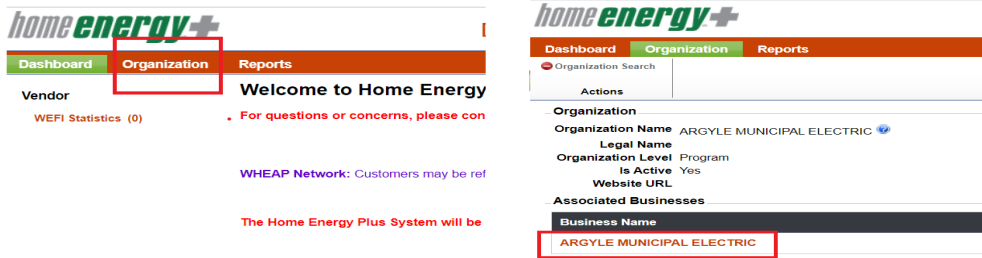 home energy+
Dashboard Organization Reports
Vendor
WEFI Statistics (0)
Welcome to Home Energy
For questions or concerns, please con
WHEAP Network: Customers may be ref
The Home Energy Plus System will be
home energy+
Dashboard Organization Reports
Organization Search
Actions
Organization
Organization Name ARGYLE MUNICIPAL ELECTRIC
Legal Name
Organization Level Program
Is Active Yes
Website URL
Associated Businesses
Business Name
ARGYLE MUNICIPAL ELECTRIC